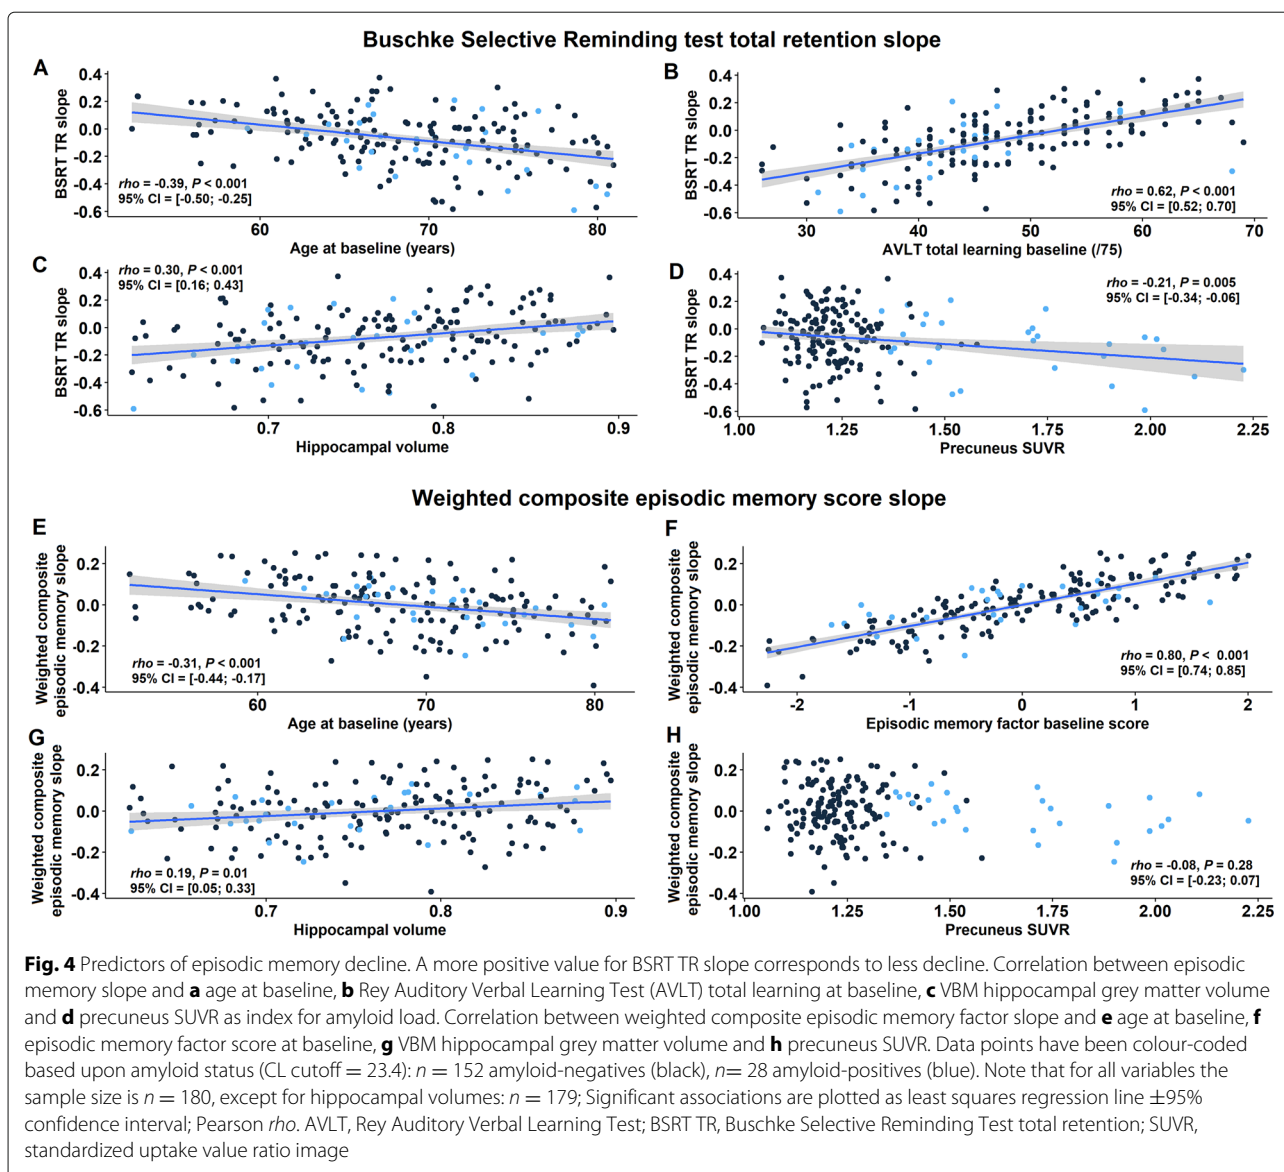 Buschke Selective Reminding test total retention slope
A
BSRT TR slope
0.4
0.2
0.0
-0.2
-0.4
-0.6
rho = -0.39, P < 0.001
95% CI = [-0.50; -0.25]
60
70
80
Age at baseline (years)
B
BSRT TR slope
0.4
0.2
0.0
-0.2
-0.4
-0.6
rho = 0.62, P < 0.001
95% CI = [0.52; 0.70]
30
40
50
60
70
AVLT total learning baseline (/75)
C
BSRT TR slope
0.4
0.2
0.0
-0.2
-0.4
-0.6
rho = 0.30, P < 0.001
95% CI = [0.16; 0.43]
0.7
0.8
0.9
Hippocampal volume
D
BSRT TR slope
0.4
0.2
0.0
-0.2
-0.4
-0.6
rho = -0.21, P = 0.005
95% CI = [-0.34; -0.06]
1.00
1.25
1.50
1.75
2.00
2.25
Precuneus SUVR
Weighted composite episodic memory score slope
E
Weighted composite
episodic memory slope
0.2
0.0
-0.2
-0.4
rho = -0.31, P < 0.001
95% CI = [-0.44; -0.17]
60
70
80
Age at baseline (years)
F
Weighted composite
episodic memory slope
0.2
0.0
-0.2
-0.4
rho = 0.80, P < 0.001
95% CI = [0.74; 0.85]
-2
-1
0
1
2
Episodic memory factor baseline score
G
Weighted composite
episodic memory slope
0.2
0.0
-0.2
-0.4
rho = 0.19, P = 0.01
95% CI = [0.05; 0.33]
0.7
0.8
0.9
Hippocampal volume
H
Weighted composite
episodic memory slope
0.2
0.0
-0.2
-0.4
rho = -0.08, P = 0.28
95% CI = [-0.23; 0.07]
1.00
1.25
1.50
1.75
2.00
2.25
Precuneus SUVR
Fig. 4 Predictors of episodic memory decline. A more positive value for BSRT TR slope corresponds to less decline. Correlation between episodic
memory slope and a age at baseline, b Rey Auditory Verbal Learning Test (AVLT) total learning at baseline, c VBM hippocampal grey matter volume
and d precuneus SUVR as index for amyloid load. Correlation between weighted composite episodic memory factor slope and e age at baseline, f
episodic memory factor score at baseline, g VBM hippocampal grey matter volume and h precuneus SUVR. Data points have been colour-coded
based upon amyloid status (CL cutoff = 23.4): n = 152 amyloid-negatives (black), n= 28 amyloid-positives (blue). Note that for all variables the
sample size is n = 180, except for hippocampal volumes: n = 179; Significant associations are plotted as least squares regression line ±95%
confidence interval; Pearson rho. AVLT, Rey Auditory Verbal Learning Test; BSRT TR, Buschke Selective Reminding Test total retention; SUVR,
standardized uptake value ratio image